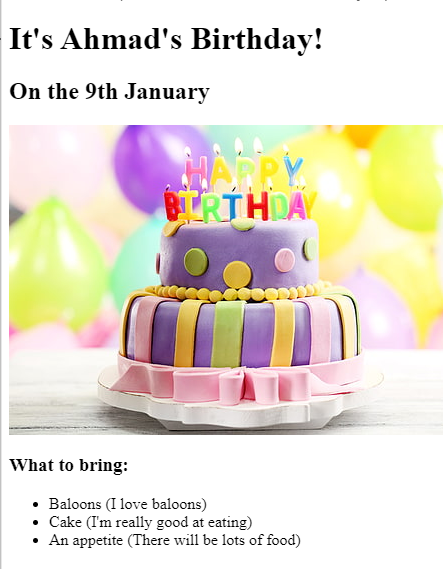 It's Ahmad's Birthday!
On the 9th January
HAPPY
BIRTHDAY
What to bring:
Baloons (I love baloons)
Cake (I'm really good at eating)
An appetite (There will be lots of food)